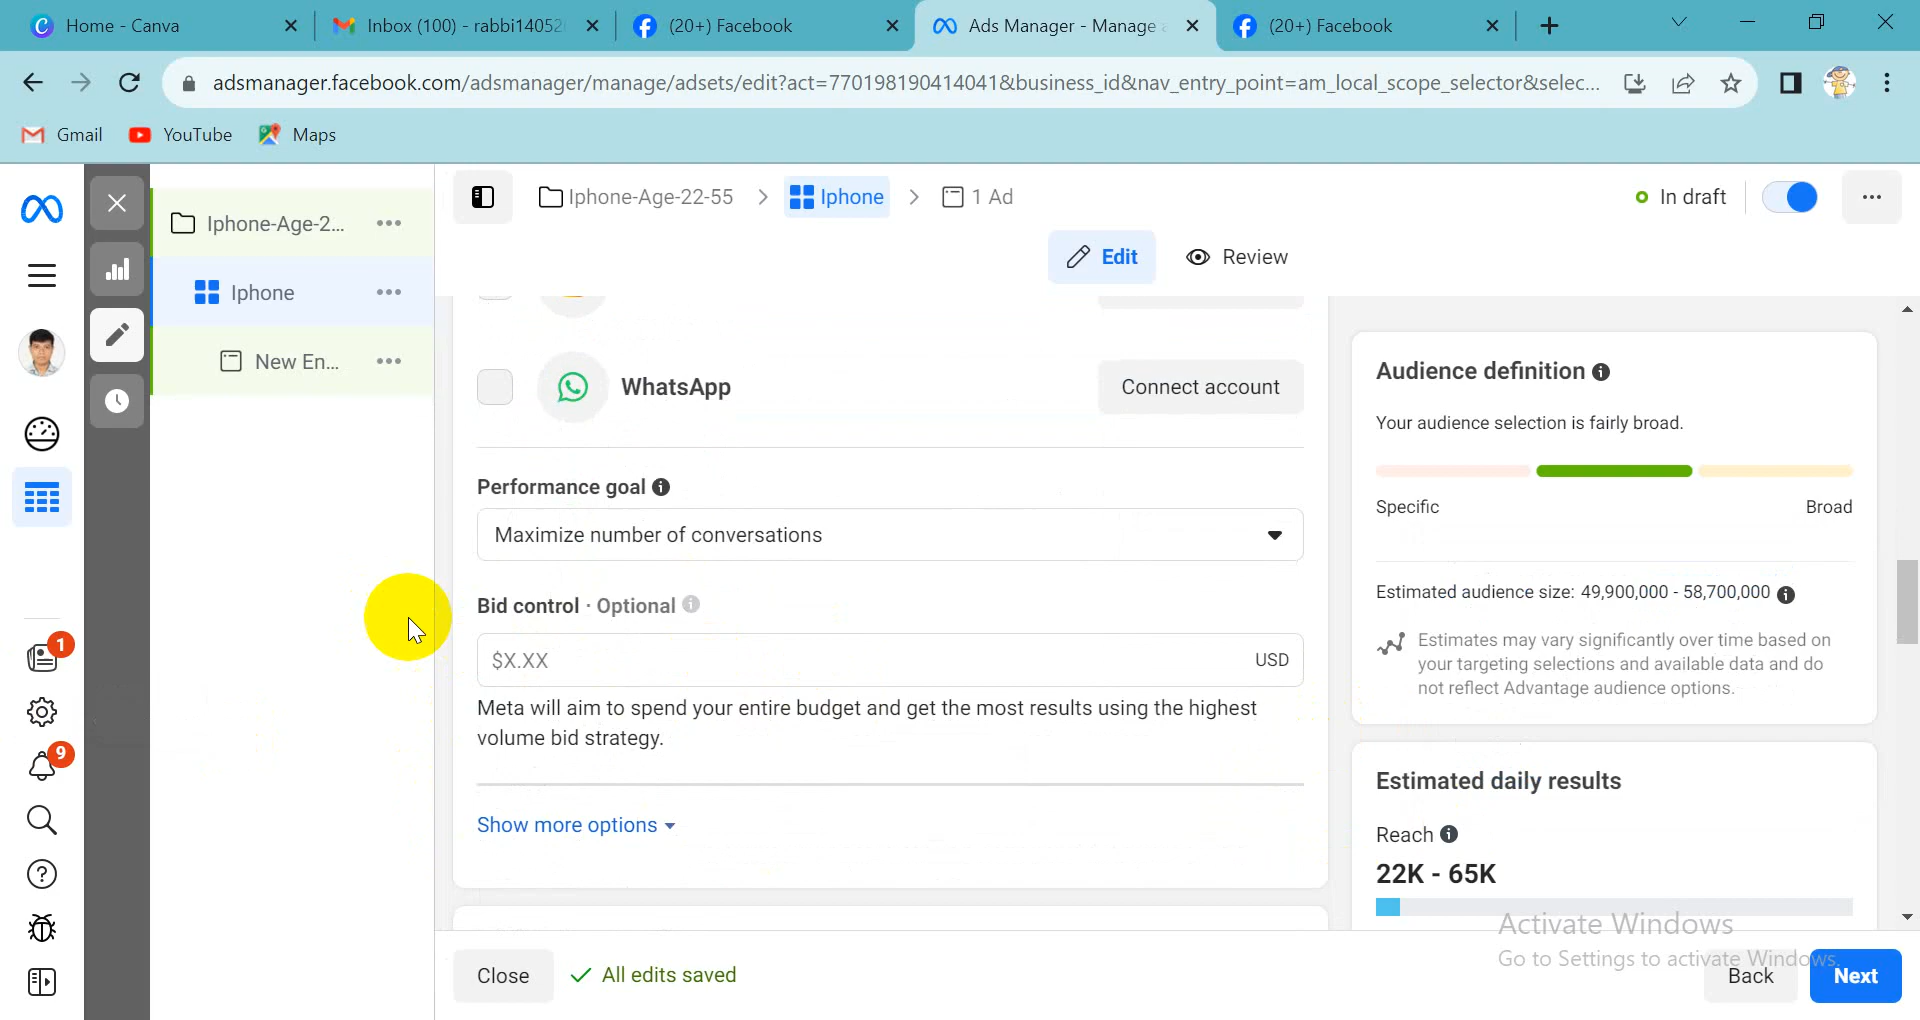 Home - Canva
Inbox (100) - rabbi14052
(20+) Facebook
Ads Manager - Manage a
(20+) Facebook
adsmanager.facebook.com/adsmanager/manage/adsets/edit?act=770198190414041&business_id&nav_entry_point=am_local_scope_selector&selec...
Gmail
YouTube
Maps
Iphone-Age-2...
Iphone
New En...
Iphone-Age-22-55
Iphone
1 Ad
In draft
Edit
Review
WhatsApp
Connect account
Performance goal
Maximize number of conversations
Bid control · Optional
$X.XX
USD
Meta will aim to spend your entire budget and get the most results using the highest
volume bid strategy.
Show more options
Audience definition
Your audience selection is fairly broad.
Specific
Broad
Estimated audience size: 49,900,000 - 58,700,000
Estimates may vary significantly over time based on
your targeting selections and available data and do
not reflect Advantage audience options.
Estimated daily results
Reach
22K - 65K
Activate Windows
Go to Settings to activate Windows.
1
9
Close
All edits saved
Back
Next